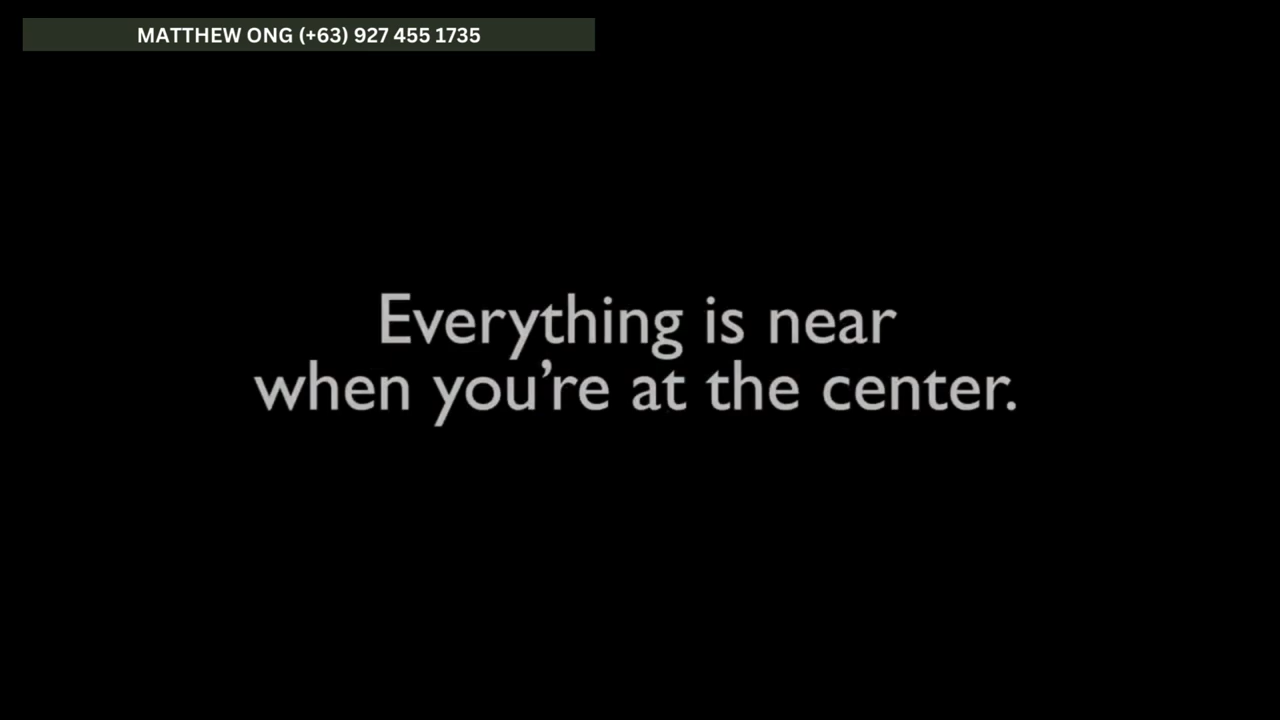 MATTHEW ONG (+63) 927 455 1735
Everything is near
when you're at the center.